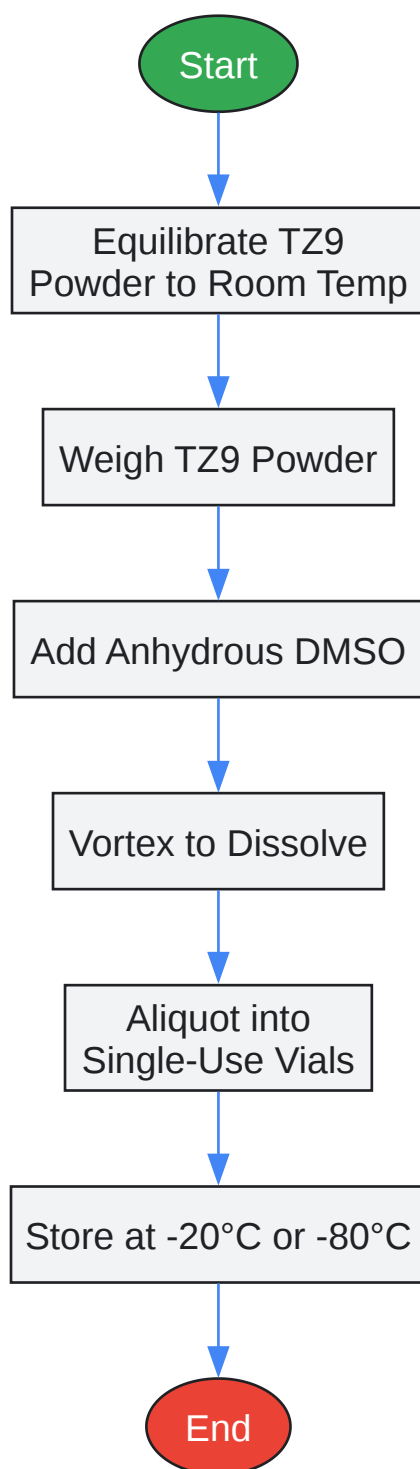 Start
Equilibrate TZ9
Powder to Room Temp
Weigh TZ9 Powder
Add Anhydrous DMSO
Vortex to Dissolve
Aliquot into
Single-Use Vials
Store at -20°C or -80°C
End